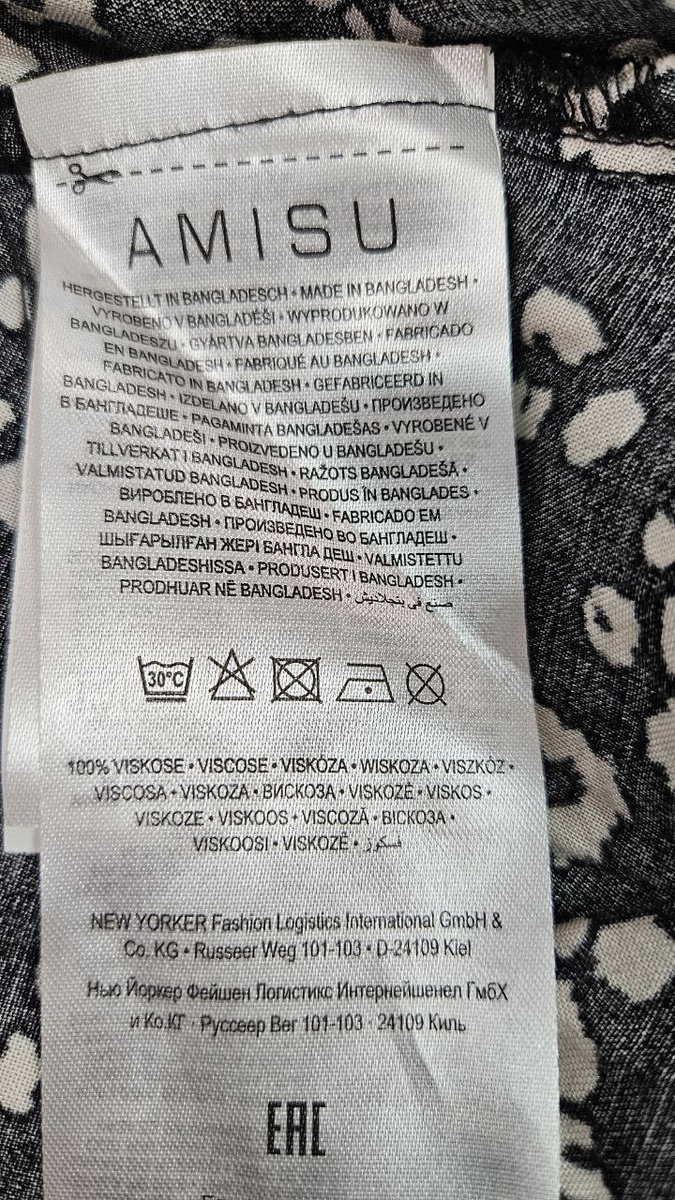 AMISU
HERGESTELLT IN BANGLADESCH • MADE IN BANGLADESH •
VYROBENO V BANGLADÉŠI • WYPRODUKOWANO W
BANGLADESZU • GYÁRTVA BANGLADESBEN • FABRICADO
EN BANGLADESH • FABRIQUÉ AU BANGLADESH •
FABRICATO IN BANGLADESH • GEFABRICEERD IN
BANGLADESH • IZDELANO V BANGLADEŠU • ПРОИЗВЕДЕНО
В БАНГЛАДЕШЕ • PAGAMINTA BANGLADEŠAS • VYROBENÉ V
BANGLADEŠI • PROIZVEDENO U BANGLADEŠU •
TILLVERKAT I BANGLADESH • RAŽOTS BANGLADEŠĀ •
VALMISTATUD BANGLADESH • PRODUS ÎN BANGLADES •
ВИРОБЛЕНО В БАНГЛАДЕШ • FABRICADO EM
BANGLADESH • ПРОИЗВЕДЕНО ВО БАНГЛАДЕШ •
ШЫҒАРЫЛҒАН ЖЕРІ БАНГЛА ДЕШ • VALMISTETTU
BANGLADESHISSA • PRODUSERT I BANGLADESH •
PRODHUAR NË BANGLADESH • صنع في بنجلاديش
30°C
100% VISKOSE • VISCOSE • VISKÓZA • WISKOZA • VISZKÓZ •
VISCOSA • VISKOZA • ВИСКОЗА • VISKOZĖ • VISKOS •
VISKOZE • VISKOOS • VISCOZĂ • ВІСКОЗА •
VISKOOSI • VISKOZË • فسكوز
NEW YORKER Fashion Logistics International GmbH &
Co. KG • Russeer Weg 101-103 • D-24109 Kiel
Нью Йоркер Фейшен Логистикс Интернейшенел ГмбХ
и Ко.КГ • Руссеер Вег 101-103 • 24109 Киль
EAC